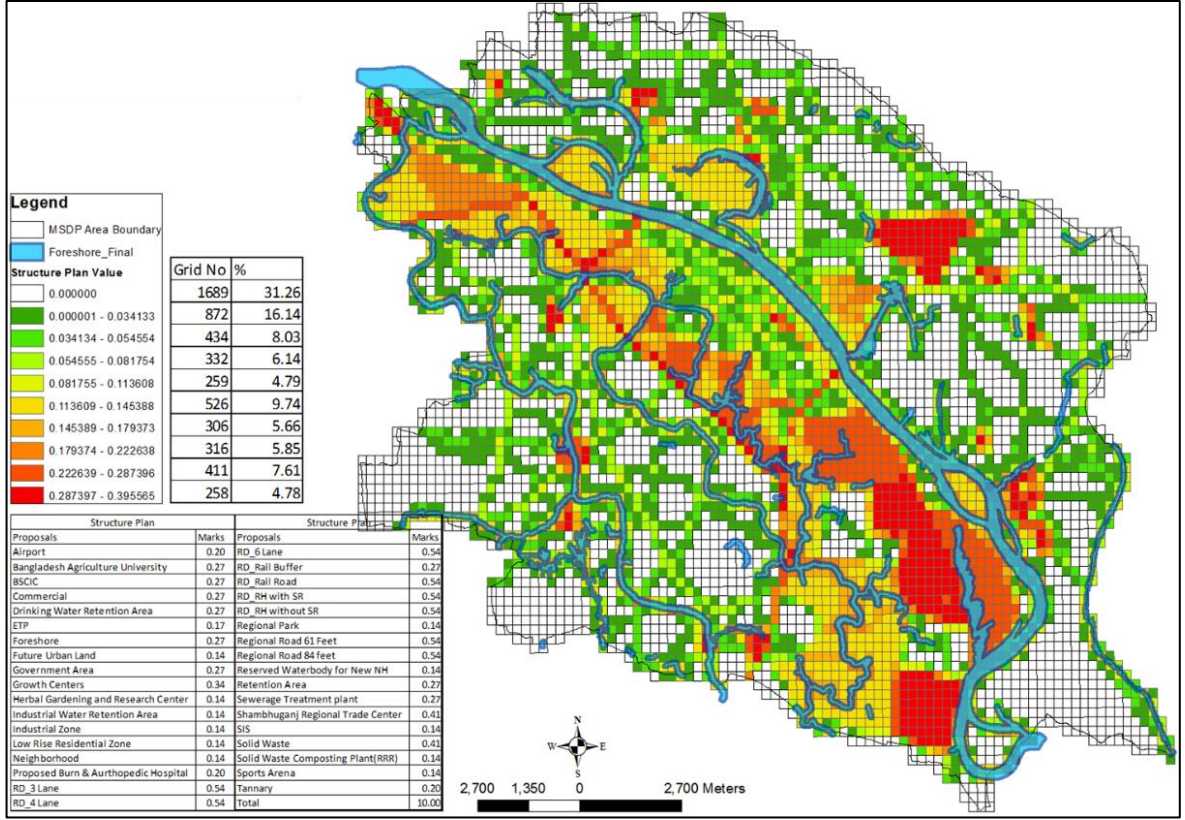 Legend
MSDP Area Boundary
Foreshore_Final
Structure Plan Value
0.000000
0.000001 - 0.034133
0.034134 - 0.054554
0.054555 - 0.081754
0.081755 - 0.113608
0.113609 - 0.145388
0.145389 - 0.179373
0.179374 - 0.222638
0.222639 - 0.287396
0.287397 - 0.395565
Grid No %
1689 31.26
872 16.14
434 8.03
332 6.14
259 4.79
526 9.74
306 5.66
316 5.85
411 7.61
258 4.78
Structure Plan Structure Pla
Proposals Marks Proposals Marks
Airport 0.20 RD_6 Lane 0.54
Bangladesh Agriculture University 0.27 RD_Rail Buffer 0.27
BSCIC 0.27 RD_Rail Road 0.54
Commercial 0.27 RD_RH with SR 0.54
Drinking Water Retention Area 0.27 RD_RH without SR 0.54
ETP 0.17 Regional Park 0.14
Foreshore 0.27 Regional Road 61 Feet 0.54
Future Urban Land 0.14 Regional Road 84 feet 0.54
Government Area 0.27 Reserved Waterbody for New NH 0.14
Growth Centers 0.34 Retention Area 0.27
Herbal Gardening and Research Center 0.14 Sewerage Treatment plant 0.27
Industrial Water Retention Area 0.14 Shambhuganj Regional Trade Center 0.41
Industrial Zone 0.14 SIS 0.14
Low Rise Residential Zone 0.14 Solid Waste 0.41
Neighborhood 0.14 Solid Waste Composting Plant(RRR) 0.14
Proposed Burn & Aurthopedic Hospital 0.20 Sports Arena 0.14
RD_3 Lane 0.54 Tannary 0.20
RD_4 Lane 0.54 Total 10.00
N
W E
S
2,700 1,350 0 2,700 Meters